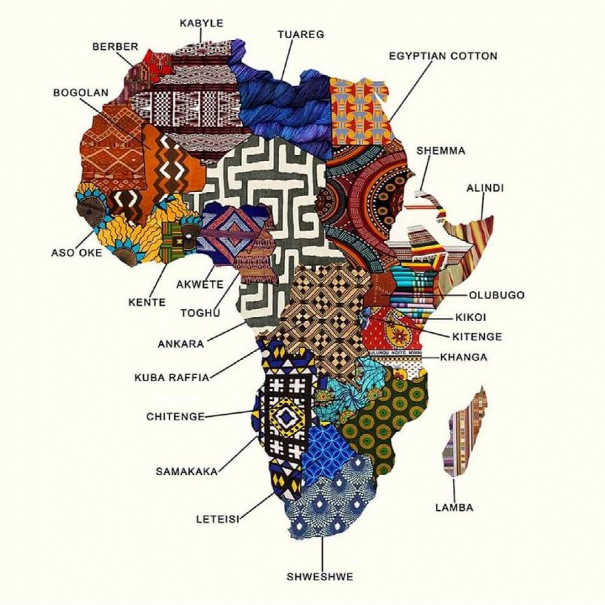 KABYLE
TUAREG
BERBER
EGYPTIAN COTTON
BOGOLAN
SHEMMA
ALINDI
ASO OKE
AKWETE
KENTE
TOGHU
OLUBUGO
KIKOI
KITENGE
ANKARA
KHANGA
KUBA RAFFIA
CHITENGE
SAMAKAKA
LETEISI
LAMBA
SHWESHWE